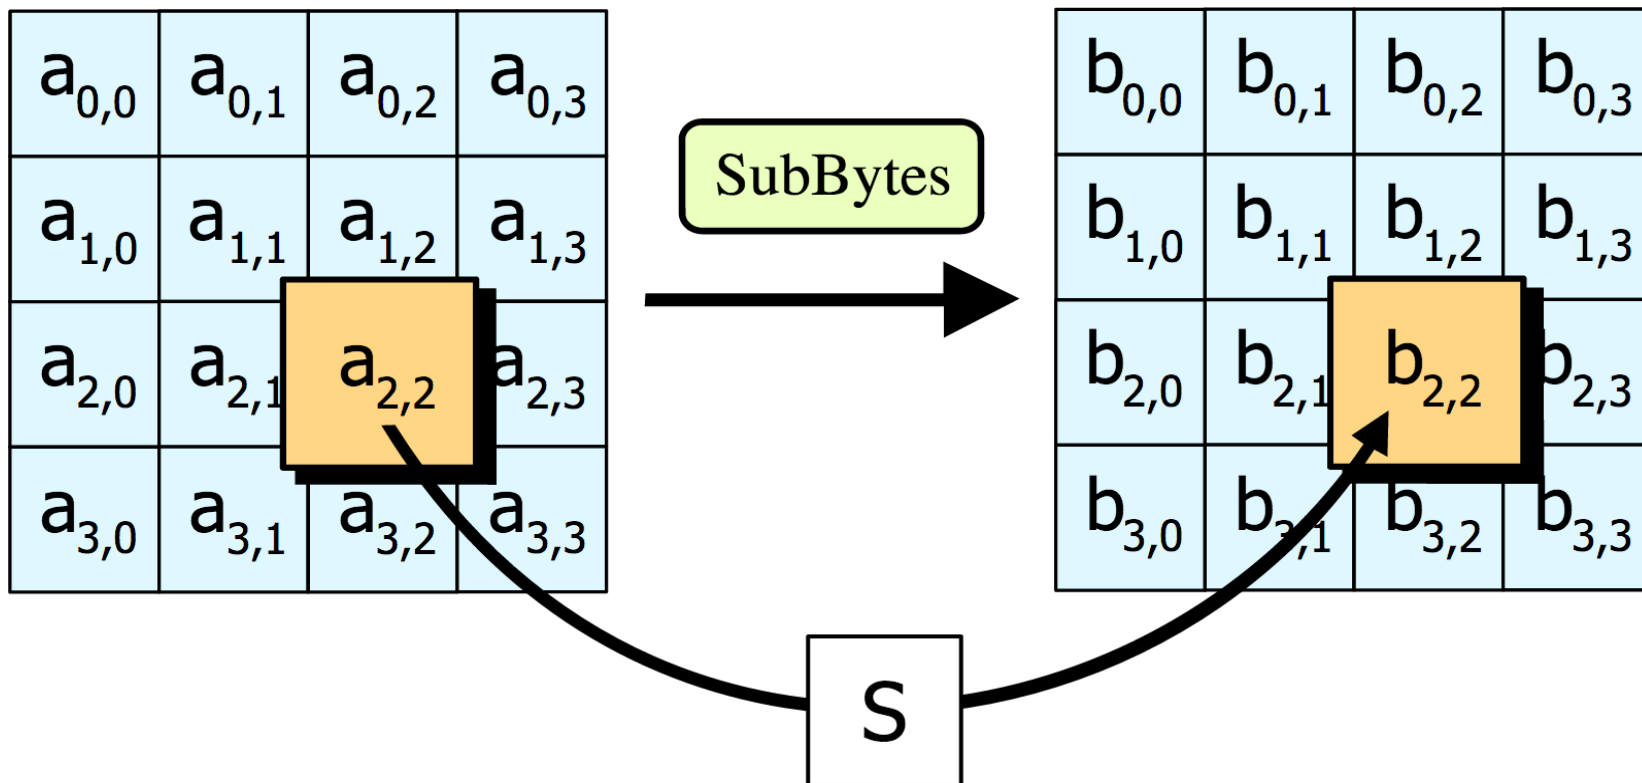 a0,0 a0,1 a0,2 a0,3
b0,0 b0,1 b0,2 b0,3
SubBytes
a1,0 a1,1 a1,2 a1,3
b1,0 b1,1 b1,2 b1,3
a2,0 a2,1 a2,2 a2,3
b2,0 b2,1 b2,2 b2,3
a3,0 a3,1 a3,2 a3,3
b3,0 b3,1 b3,2 b3,3
S